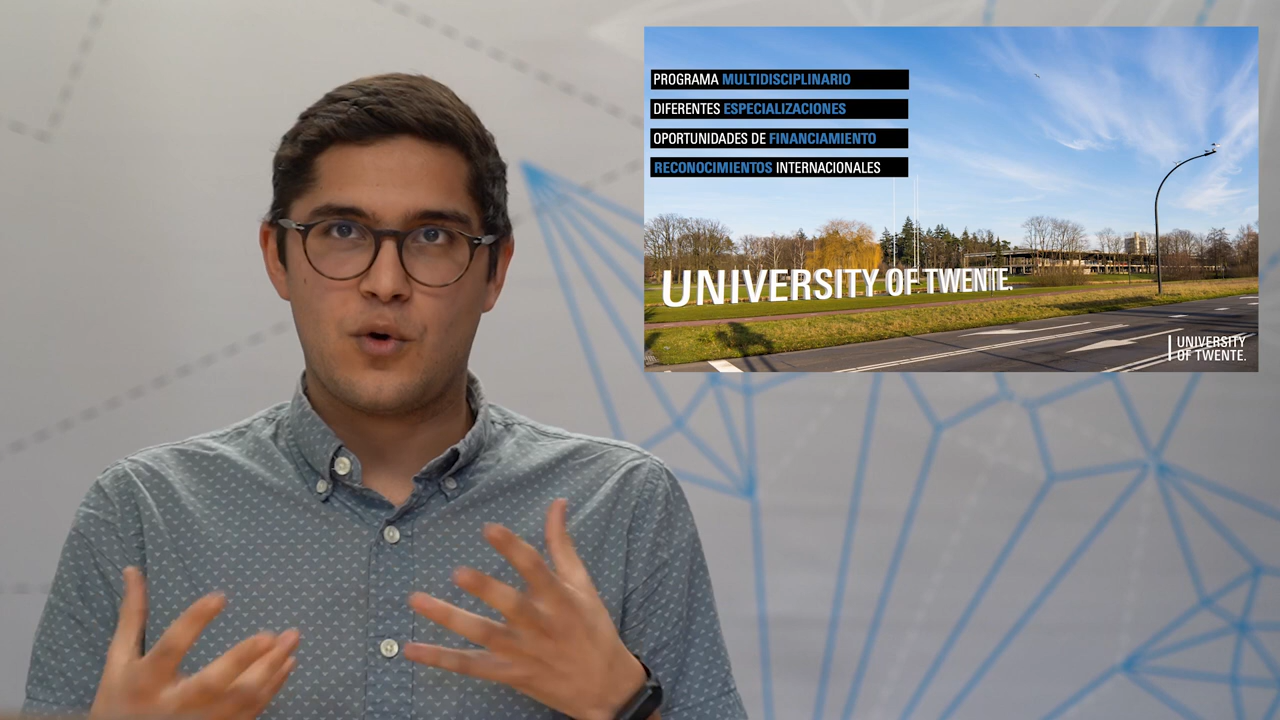 PROGRAMA MULTIDISCIPLINARIO
DIFERENTES ESPECIALIZACIONES
OPORTUNIDADES DE FINANCIAMIENTO
RECONOCIMIENTOS INTERNACIONALES
UNIVERSITY OF TWENTE.
UNIVERSITY
OF TWENTE.